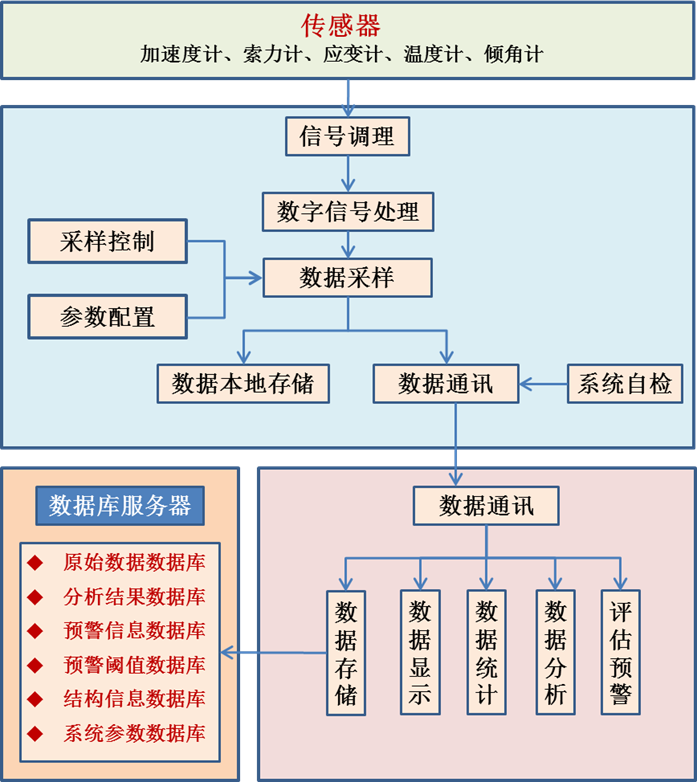 传感器
加速度计、索力计、应变计、温度计、倾角计
信号调理
数字信号处理
采样控制
数据采样
参数配置
数据本地存储
数据通讯
系统自检
数据库服务器
原始数据数据库
分析结果数据库
预警信息数据库
预警阈值数据库
结构信息数据库
系统参数数据库
数据通讯
数据存储
数据显示
数据统计
数据分析
评估预警